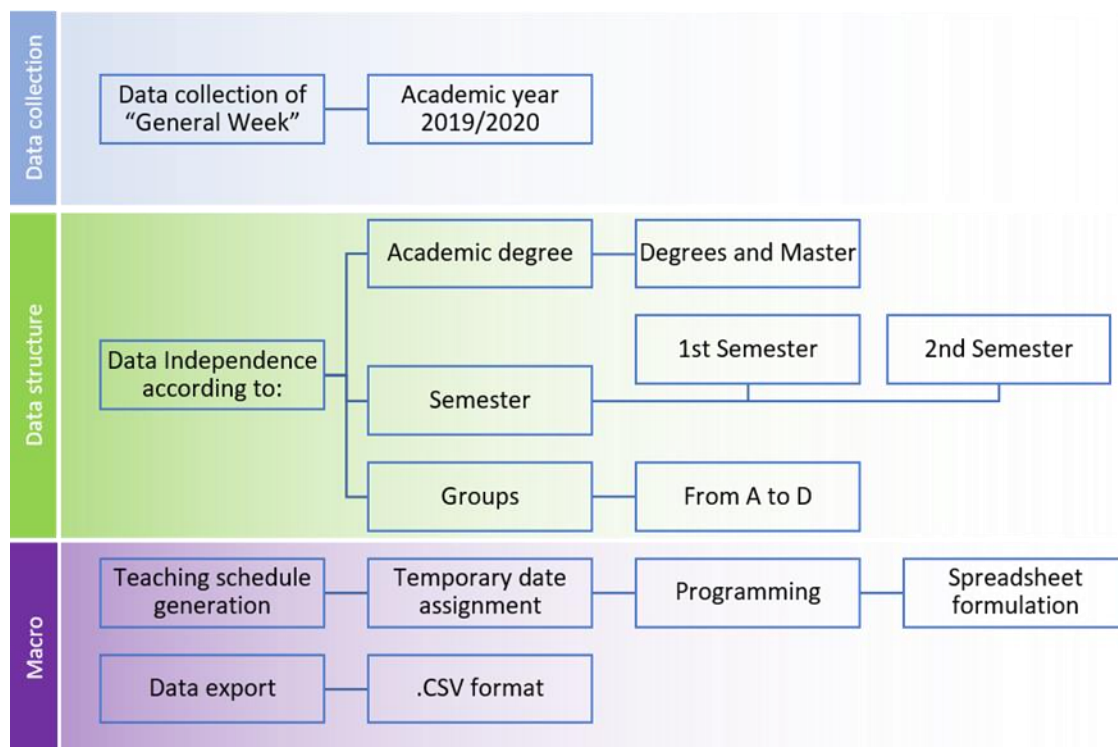 Data collection
Data collection of
“General Week”
Academic year
2019/2020
Data structure
Data Independence
according to:
Academic degree
Degrees and Master
Semester
1st Semester
2nd Semester
Groups
From A to D
Macro
Teaching schedule
generation
Temporary date
assignment
Programming
Spreadsheet
formulation
Data export
.CSV format